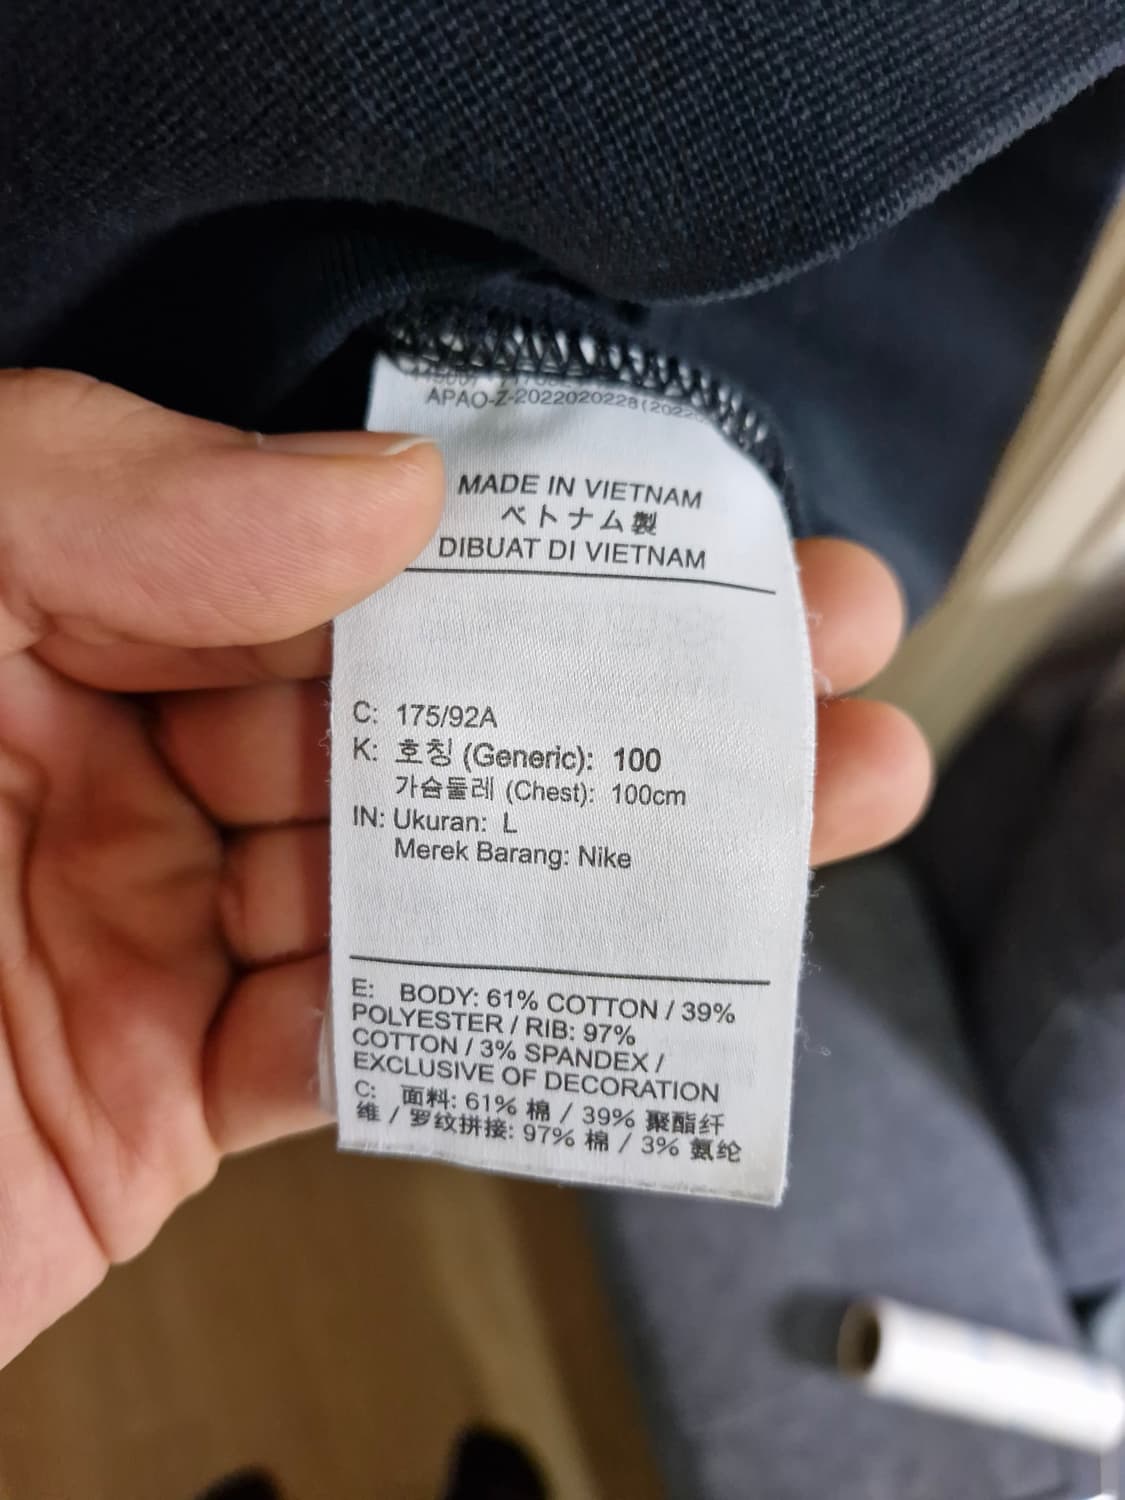 APAO-Z-2022020228(2022
MADE IN VIETNAM
ベトナム製
DIBUAT DI VIETNAM
C: 175/92A
K: 호칭 (Generic): 100
가슴둘레 (Chest): 100cm
IN: Ukuran: L
Merek Barang: Nike
E: BODY: 61% COTTON / 39%
POLYESTER / RIB: 97%
COTTON / 3% SPANDEX /
EXCLUSIVE OF DECORATION
C: 面料: 61% 棉 / 39% 聚酯纤
维 / 罗纹拼接: 97% 棉 / 3% 氨纶